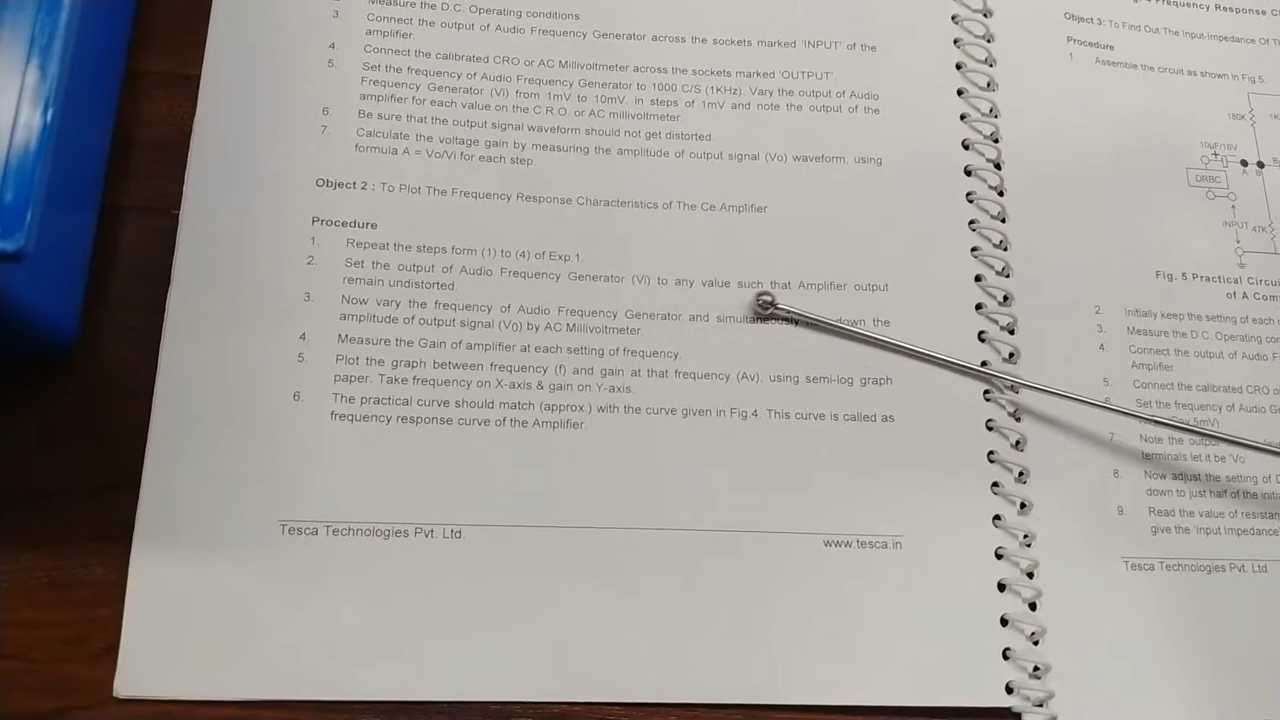 Measure the D.C. Operating conditions.
3. Connect the output of Audio Frequency Generator across the sockets marked 'INPUT' of the
amplifier.
4. Connect the calibrated CRO or AC Millivoltmeter across the sockets marked 'OUTPUT'.
5. Set the frequency of Audio Frequency Generator to 1000 C/S (1KHz). Vary the output of Audio
Frequency Generator (Vi) from 1mV to 10mV. In steps of 1mV and note the output of the
amplifier for each value on the C.R.O. or AC millivoltmeter.
6. Be sure that the output signal waveform should not get distorted.
7. Calculate the voltage gain by measuring the amplitude of output signal (Vo) waveform, using
formula A = Vo/Vi for each step.
Object 2 : To Plot The Frequency Response Characteristics of The Ce Amplifier
Procedure
1. Repeat the steps form (1) to (4) of Exp.1.
2. Set the output of Audio Frequency Generator (Vi) to any value such that Amplifier output
remain undistorted.
3. Now vary the frequency of Audio Frequency Generator and simultaneously down the
amplitude of output signal (V0) by AC Millivoltmeter.
4. Measure the Gain of amplifier at each setting of frequency.
5. Plot the graph between frequency (f) and gain at that frequency (Av), using semi-log graph
paper. Take frequency on X-axis & gain on Y-axis.
6. The practical curve should match (approx.) with the curve given in Fig.4. This curve is called as
frequency response curve of the Amplifier.
Tesca Technologies Pvt. Ltd.
www.tesca.in
Frequency Response
Object 3: To Find Out The Input-Impedance Of
Procedure
1 Assemble the circuit as shown in Fig.5.
180K
10uF/16V
A B
DRBC
INPUT 47K
Fig. 5 Practical
of A
2. Initially keep the setting of each
3. Measure the D.C. Operating
4. Connect the output of Audio
Amplifier.
5. Connect the calibrated CRO
6. Set the frequency of Audio
5mV)
7. Note the output
terminals let it be 'Vo'
8. Now adjust the setting of
down to just half of the
9. Read the value of
give the 'Input Impedance'
Tesca Technologies Pvt. Ltd